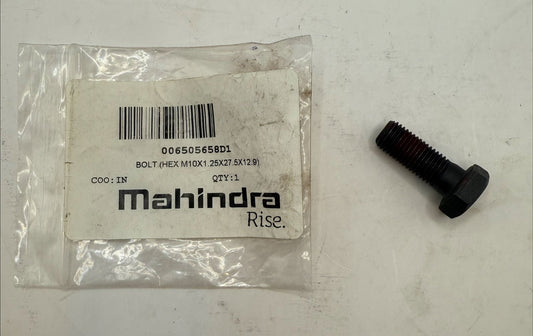 006505658D1
BOLT (HEX M10X1.25X27.5X12.9)
COO:IN QTY:1
Mahindra
Rise.